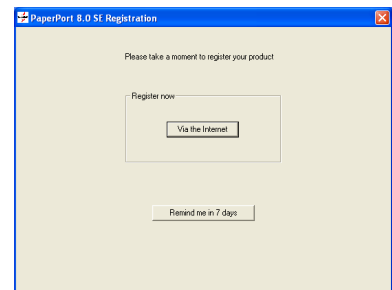 PaperPort 8.0 SE Registration
Please take a moment to register your product
Register now
Via the Internet
Remind me in 7 days